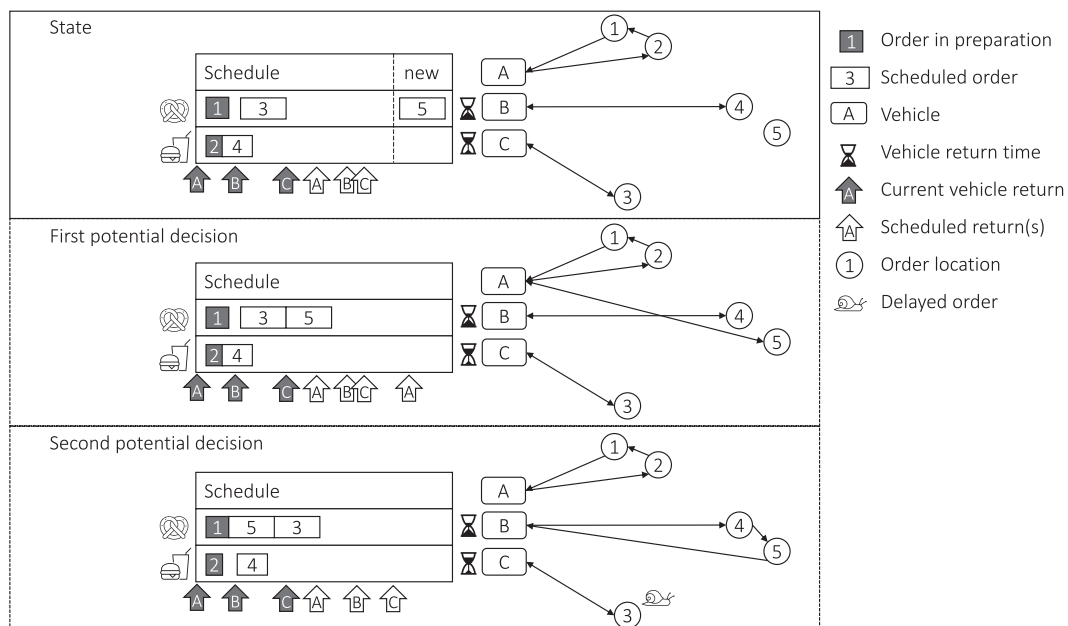 State
Schedule new
1 3 5
2 4
A B C A B C
A
B
C
1
2
4
5
3
First potential decision
Schedule
1 3 5
2 4
A B C A B C A
A
B
C
1
2
4
5
3
Second potential decision
Schedule
1 5 3
2 4
A B C A B C
A
B
C
1
2
4
5
3
1 Order in preparation
3 Scheduled order
A Vehicle
Vehicle return time
A Current vehicle return
A Scheduled return(s)
1 Order location
Delayed order